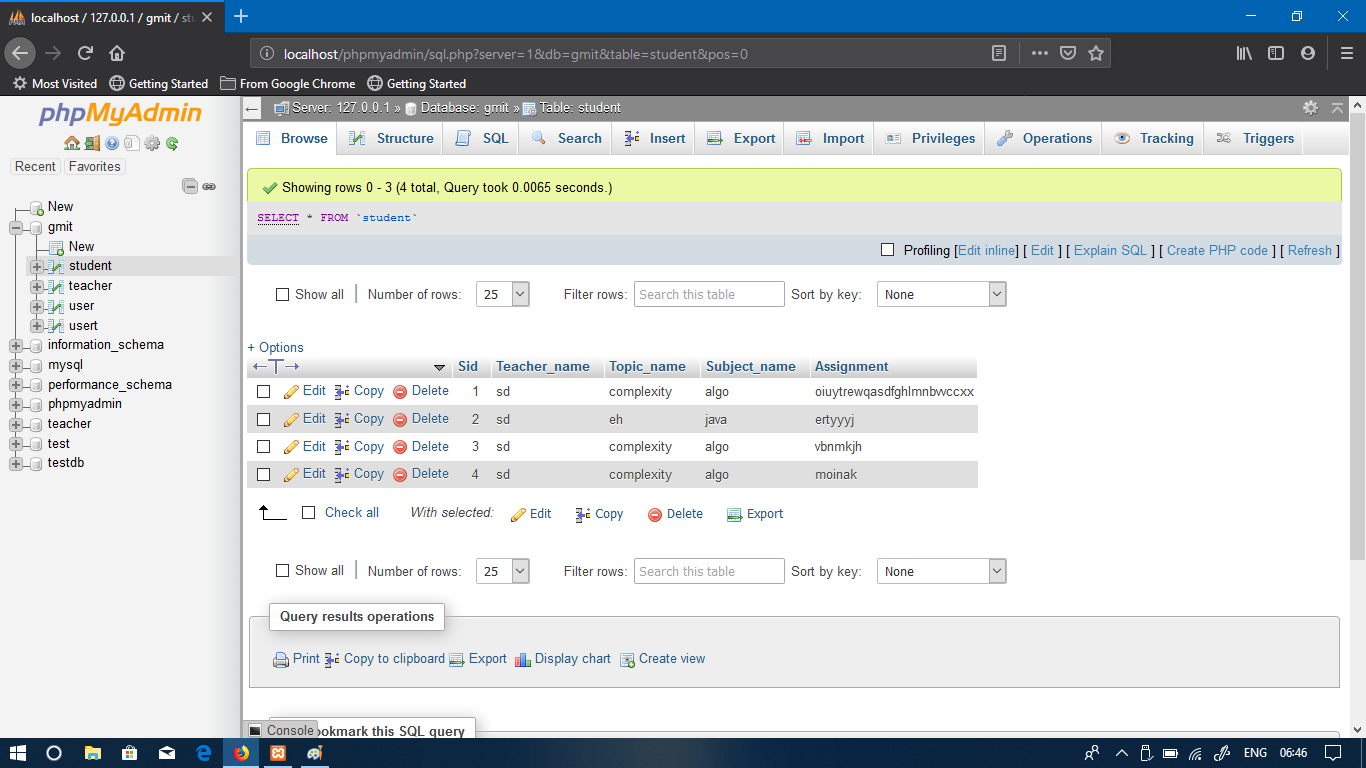 localhost / 127.0.0.1 / gmit / stu
localhost/phpmyadmin/sql.php?server=1&db=gmit&table=student&pos=0
Most Visited Getting Started From Google Chrome Getting Started
phpMyAdmin
Recent Favorites
New
gmit
New
student
teacher
user
usert
information_schema
mysql
performance_schema
phpmyadmin
teacher
test
testdb
Server: 127.0.0.1 » Database: gmit » Table: student
Browse Structure SQL Search Insert Export Import Privileges Operations Tracking Triggers
Showing rows 0 - 3 (4 total, Query took 0.0065 seconds.)
SELECT * FROM `student`
Profiling [Edit inline] [ Edit ] [ Explain SQL ] [ Create PHP code ] [ Refresh ]
Show all Number of rows: 25 Filter rows: Search this table Sort by key: None
+ Options
Sid Teacher_name Topic_name Subject_name Assignment
Edit Copy Delete 1 sd complexity algo oiuytrewqasdfghlmnbvvccxx
Edit Copy Delete 2 sd eh java ertyyyj
Edit Copy Delete 3 sd complexity algo vbnmkjh
Edit Copy Delete 4 sd complexity algo moinak
Check all With selected: Edit Copy Delete Export
Show all Number of rows: 25 Filter rows: Search this table Sort by key: None
Query results operations
Print Copy to clipboard Export Display chart Create view
Console ookmark this SQL query
ENG 06:46